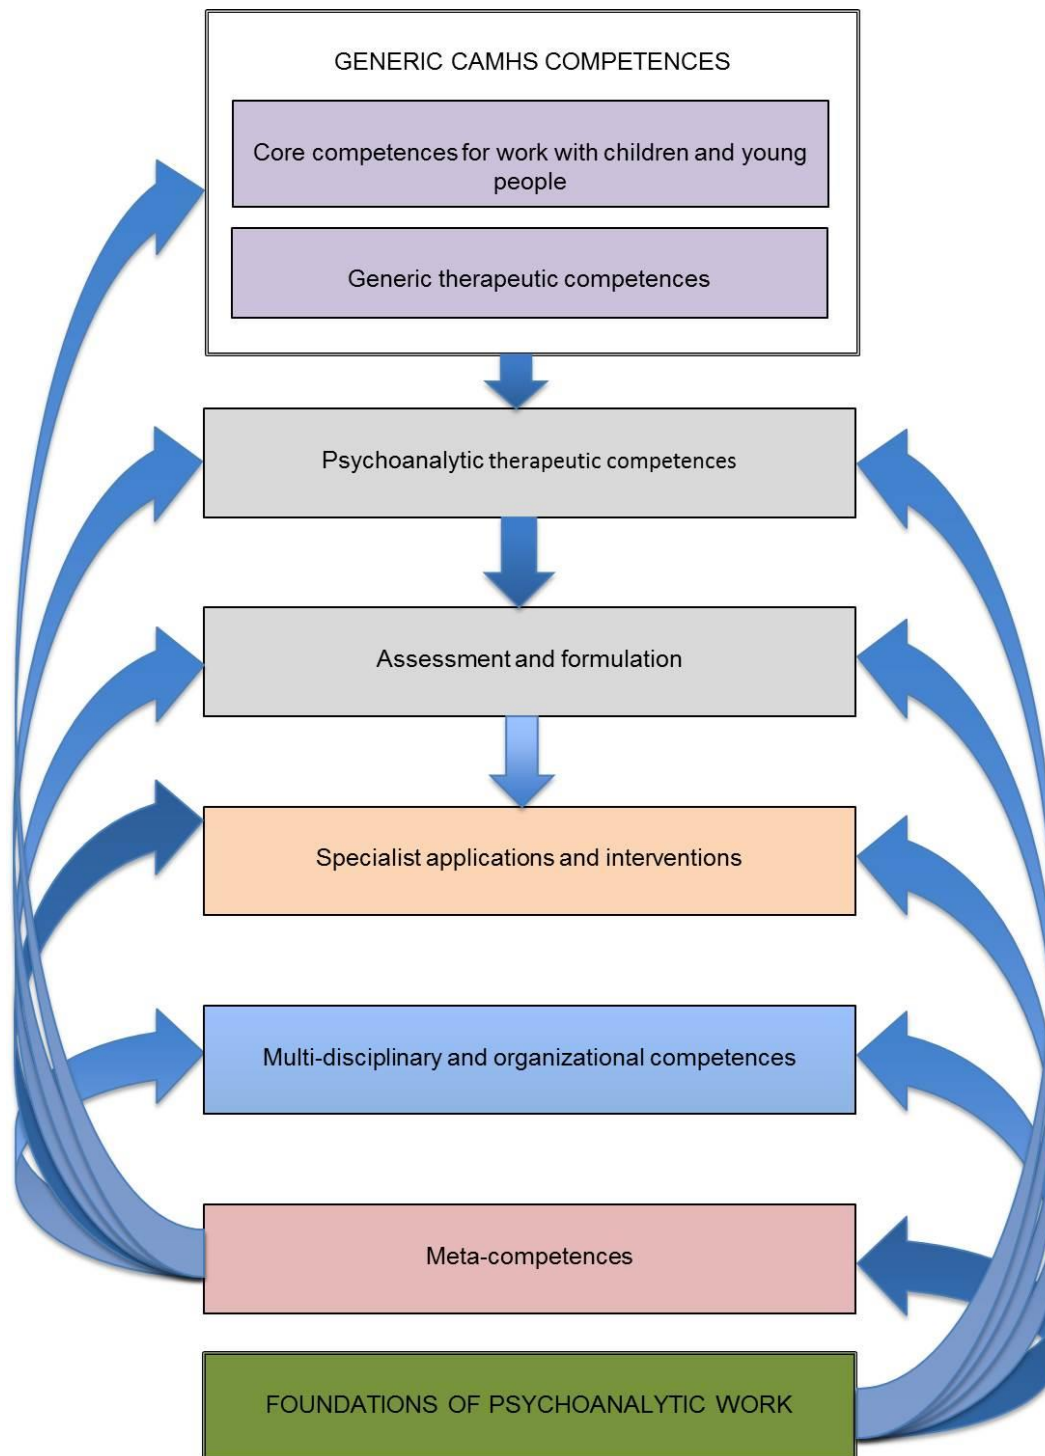 GENERIC CAMHS COMPETENCES
Core competences for work with children and young
people
Generic therapeutic competences
Psychoanalytic therapeutic competences
Assessment and formulation
Specialist applications and interventions
Multi-disciplinary and organizational competences
Meta-competences
FOUNDATIONS OF PSYCHOANALYTIC WORK